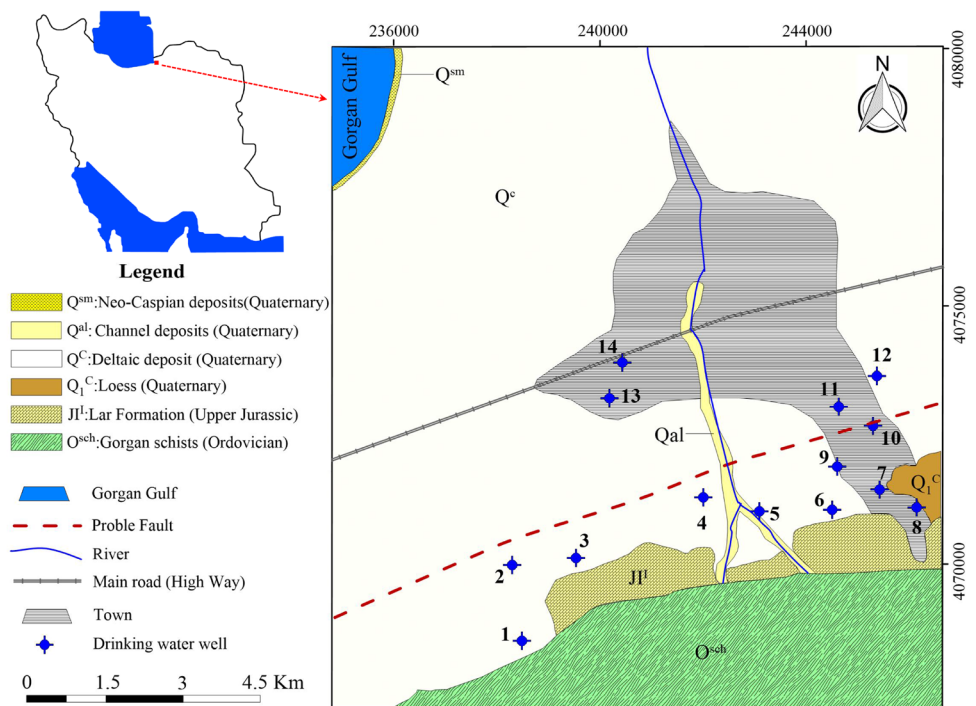 236000 240000 244000
4080000
4075000
4070000
N
Gorgan Gulf
Qˢᵐ
Qᶜ
14
13
12
11
10
9
7
Q₁ᶜ
8
6
5
4
Qal
3
2
1
JIᴵ
Oˢᶜʰ
Legend
Qˢᵐ:Neo-Caspian deposits(Quaternary)
Qᵃˡ: Channel deposits (Quaternary)
Qᶜ:Deltaic deposit (Quaternary)
Q₁ᶜ:Loess (Quaternary)
JIᴵ:Lar Formation (Upper Jurassic)
Oˢᶜʰ:Gorgan schists (Ordovician)
Gorgan Gulf
Proble Fault
River
Main road (High Way)
Town
Drinking water well
0 1.5 3 4.5 Km